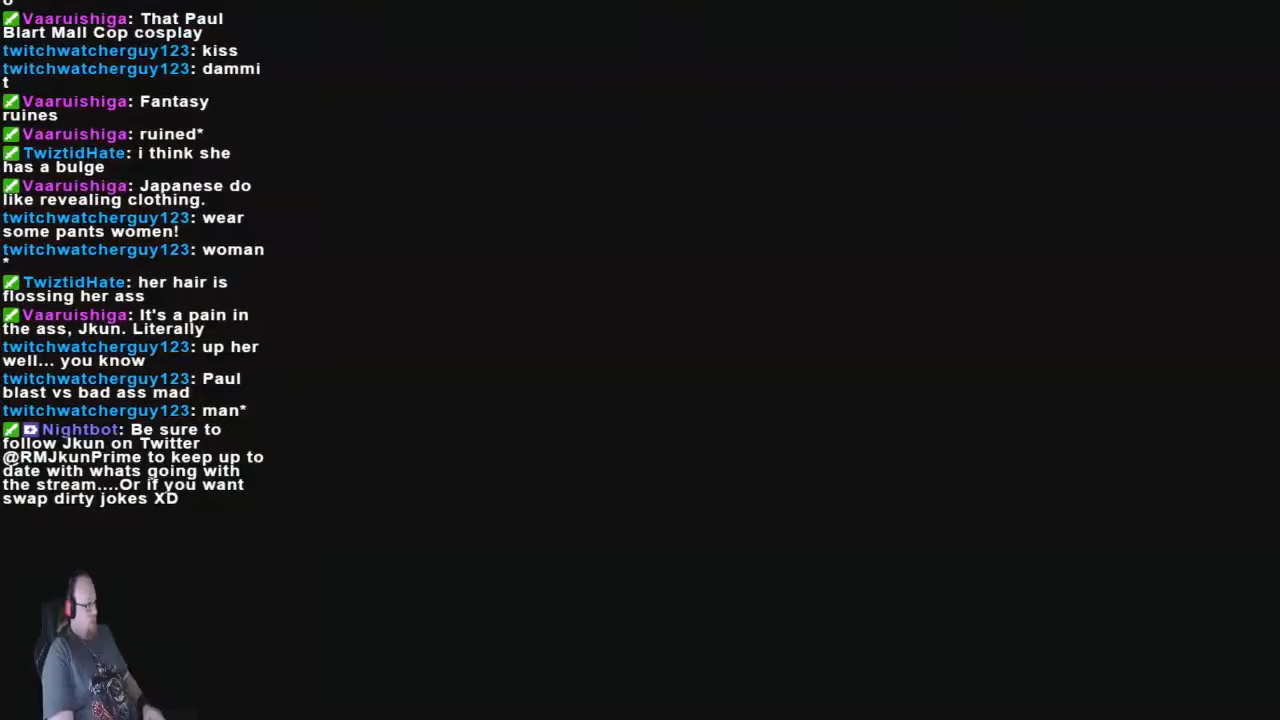 Vaaruishiga: That Paul
Blart Mall Cop cosplay
twitchwatcherguy123: kiss
twitchwatcherguy123: dammi
t
Vaaruishiga: Fantasy
ruines
Vaaruishiga: ruined*
TwiztidHate: i think she
has a bulge
Vaaruishiga: Japanese do
like revealing clothing.
twitchwatcherguy123: wear
some pants women!
twitchwatcherguy123: woman
*
TwiztidHate: her hair is
flossing her ass
Vaaruishiga: It's a pain in
the ass, Jkun. Literally
twitchwatcherguy123: up her
well... you know
twitchwatcherguy123: Paul
blast vs bad ass mad
twitchwatcherguy123: man*
Nightbot: Be sure to
follow Jkun on Twitter
@RMJkunPrime to keep up to
date with whats going with
the stream....Or if you want
swap dirty jokes XD